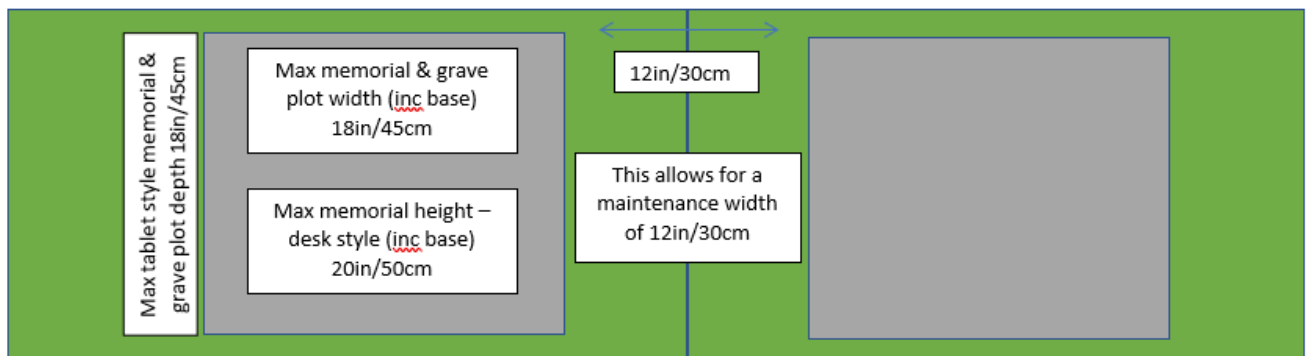 Max tablet style memorial &
grave plot depth 18in/45cm
Max memorial & grave
plot width (inc base)
18in/45cm
Max memorial height –
desk style (inc base)
20in/50cm
12in/30cm
This allows for a
maintenance width
of 12in/30cm